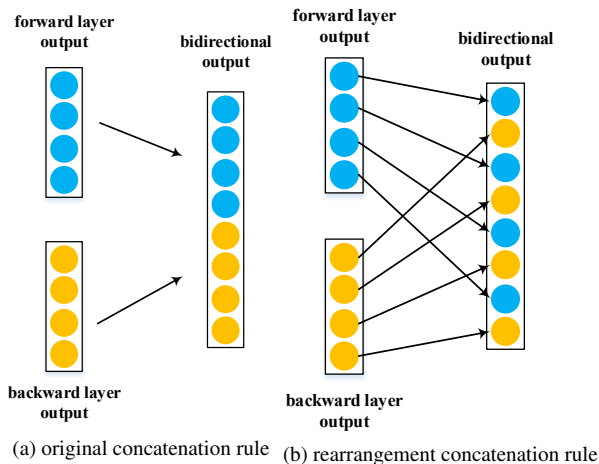 forward layer
output
bidirectional
output
backward layer
output
(a) original concatenation rule
forward layer
output
bidirectional
output
backward layer
output
(b) rearrangement concatenation rule